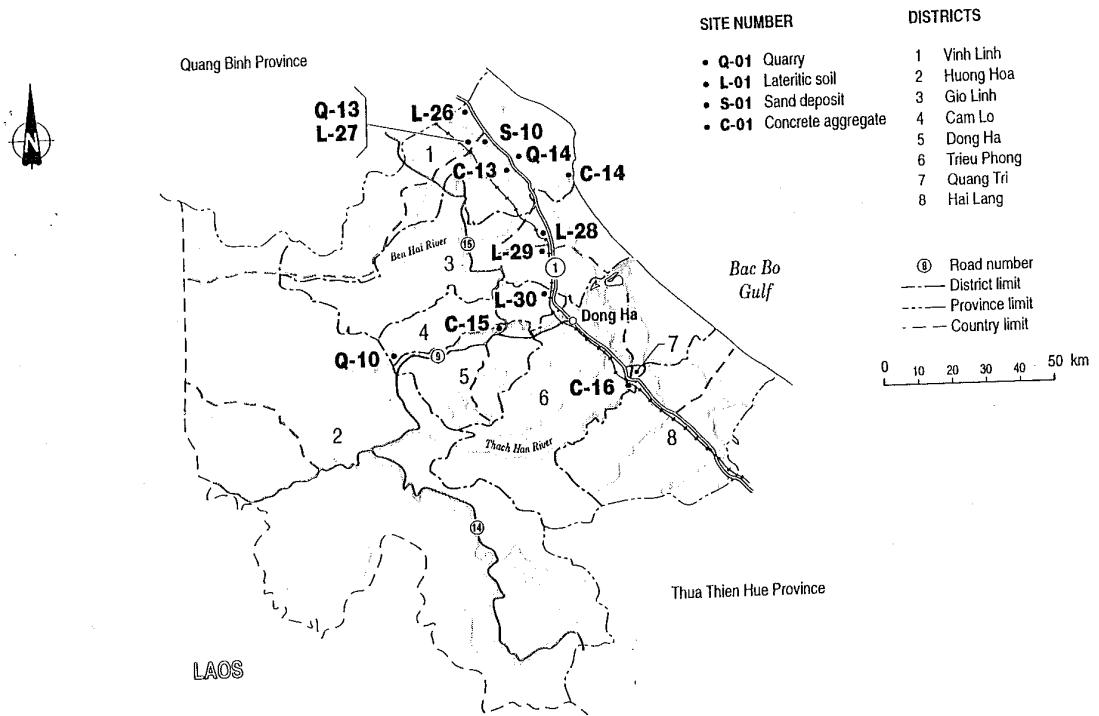 SITE NUMBER
• Q-01 Quarry
• L-01 Lateritic soil
• S-01 Sand deposit
• C-01 Concrete aggregate
DISTRICTS
1 Vinh Linh
2 Huong Hoa
3 Gio Linh
4 Cam Lo
5 Dong Ha
6 Trieu Phong
7 Quang Tri
8 Hai Lang
9 Road number
District limit
Province limit
Country limit
0 10 20 30 40 50 km
N
Quang Binh Province
Q-13
L-27
L-26
S-10
Q-14
C-13
C-14
1
L-28
Ben Hai River
15
L-29
3
1
Bac Bo
Gulf
L-30
Dong Ha
4
C-15
7
Q-10
9
5
C-16
6
2
Thach Han River
8
14
Thua Thien Hue Province
LAOS